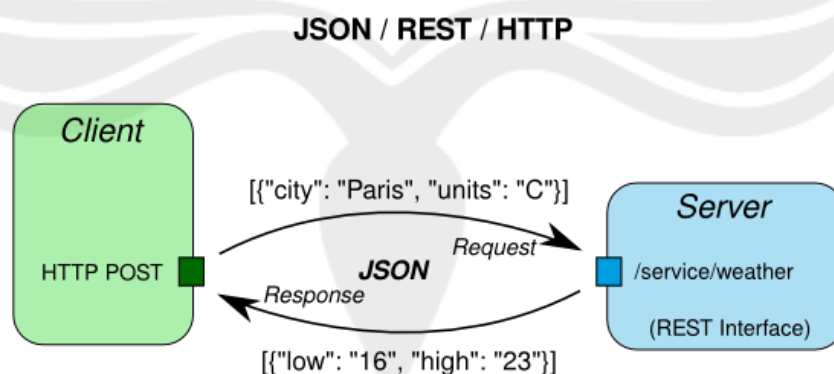 JSON / REST / HTTP
Client
[{"city": "Paris", "units": "C"}]
Server
Request
HTTP POST
JSON
/service/weather
Response
(REST Interface)
[{"low": "16", "high": "23"}]